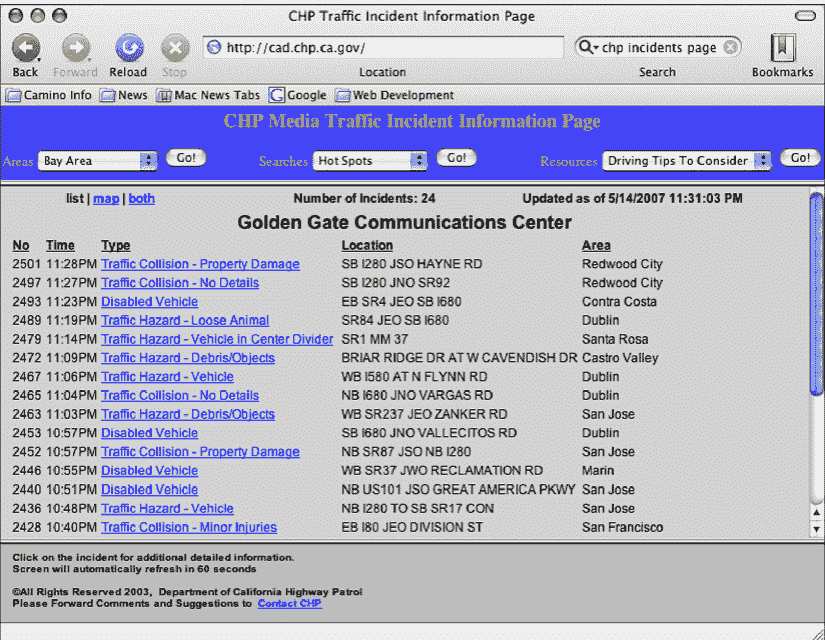 CHP Traffic Incident Information Page
http://cad.chp.ca.gov/
chp incidents page
Back Forward Reload Stop Location Search Bookmarks
Camino Info News Mac News Tabs Google Web Development
CHP Media Traffic Incident Information Page
Areas Bay Area Go! Searches Hot Spots Go! Resources Driving Tips To Consider Go!
list | map | both Number of Incidents: 24 Updated as of 5/14/2007 11:31:03 PM
Golden Gate Communications Center
No Time Type Location Area
2501 11:28PM Traffic Collision - Property Damage SB I280 JSO HAYNE RD Redwood City
2497 11:27PM Traffic Collision - No Details SB I280 JNO SR92 Redwood City
2493 11:23PM Disabled Vehicle EB SR4 JEO SB I680 Contra Costa
2489 11:19PM Traffic Hazard - Loose Animal SR84 JEO SB I680 Dublin
2479 11:14PM Traffic Hazard - Vehicle in Center Divider SR1 MM 37 Santa Rosa
2472 11:09PM Traffic Hazard - Debris/Objects BRIAR RIDGE DR AT W CAVENDISH DR Castro Valley
2467 11:06PM Traffic Hazard - Vehicle WB I580 AT N FLYNN RD Dublin
2465 11:04PM Traffic Collision - No Details NB I680 JNO VARGAS RD Dublin
2463 11:03PM Traffic Hazard - Debris/Objects WB SR237 JEO ZANKER RD San Jose
2453 10:57PM Disabled Vehicle SB I680 JNO VALLECITOS RD Dublin
2452 10:57PM Traffic Collision - Property Damage NB SR87 JSO NB I280 San Jose
2446 10:55PM Disabled Vehicle WB SR37 JWO RECLAMATION RD Marin
2440 10:51PM Disabled Vehicle NB US101 JSO GREAT AMERICA PKWY San Jose
2436 10:48PM Traffic Hazard - Vehicle NB I280 TO SB SR17 CON San Jose
2428 10:40PM Traffic Collision - Minor Injuries EB I80 JEO DIVISION ST San Francisco
Click on the incident for additional detailed information.
Screen will automatically refresh in 60 seconds
©All Rights Reserved 2003, Department of California Highway Patrol
Please Forward Comments and Suggestions to Contact CHP